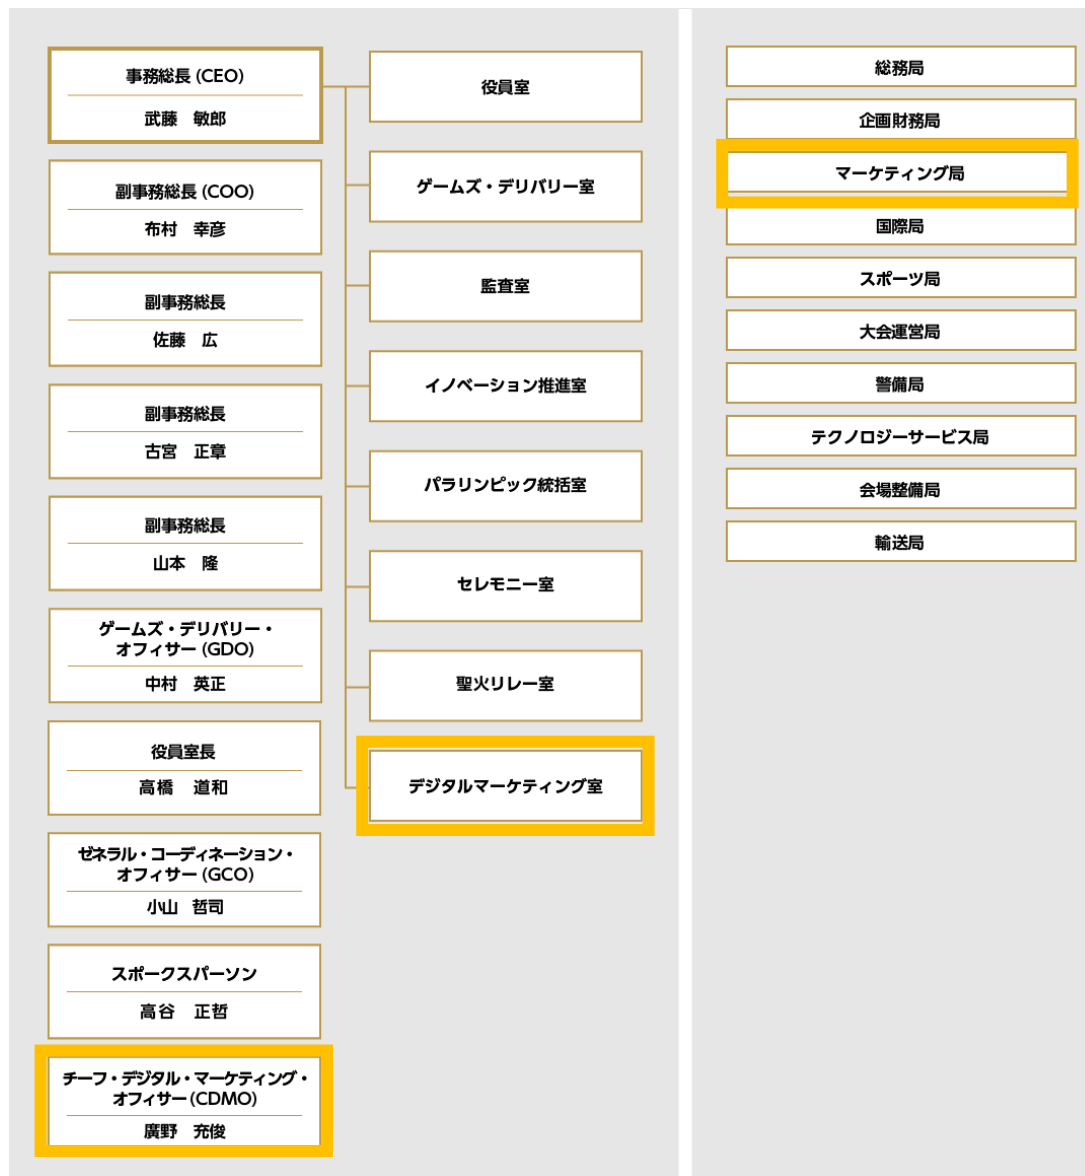 事務総長 (CEO)
武藤　敏郎
副事務総長 (COO)
布村　幸彦
副事務総長
佐藤　広
副事務総長
古宮　正章
副事務総長
山本　隆
ゲームズ・デリバリー・
オフィサー (GDO)
中村　英正
役員室長
高橋　道和
ゼネラル・コーディネーション・
オフィサー (GCO)
小山　哲司
スポークスパーソン
高谷　正哲
チーフ・デジタル・マーケティング・
オフィサー (CDMO)
廣野　充俊
役員室
ゲームズ・デリバリー室
監査室
イノベーション推進室
パラリンピック統括室
セレモニー室
聖火リレー室
デジタルマーケティング室
総務局
企画財務局
マーケティング局
国際局
スポーツ局
大会運営局
警備局
テクノロジーサービス局
会場整備局
輸送局